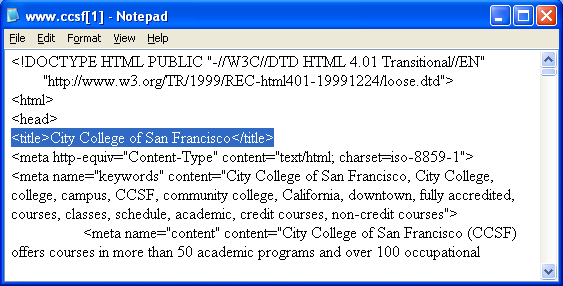 www.ccsf[1] - Notepad
File Edit Format View Help
<!DOCTYPE HTML PUBLIC "-//W3C//DTD HTML 4.01 Transitional//EN"
"http://www.w3.org/TR/1999/REC-html401-19991224/loose.dtd">
<html>
<head>
<title>City College of San Francisco</title>
<meta http-equiv="Content-Type" content="text/html; charset=iso-8859-1">
<meta name="keywords" content="City College of San Francisco, City College,
college, campus, CCSF, community college, California, downtown, fully accredited,
courses, classes, schedule, academic, credit courses, non-credit courses">
<meta name="content" content="City College of San Francisco (CCSF)
offers courses in more than 50 academic programs and over 100 occupational